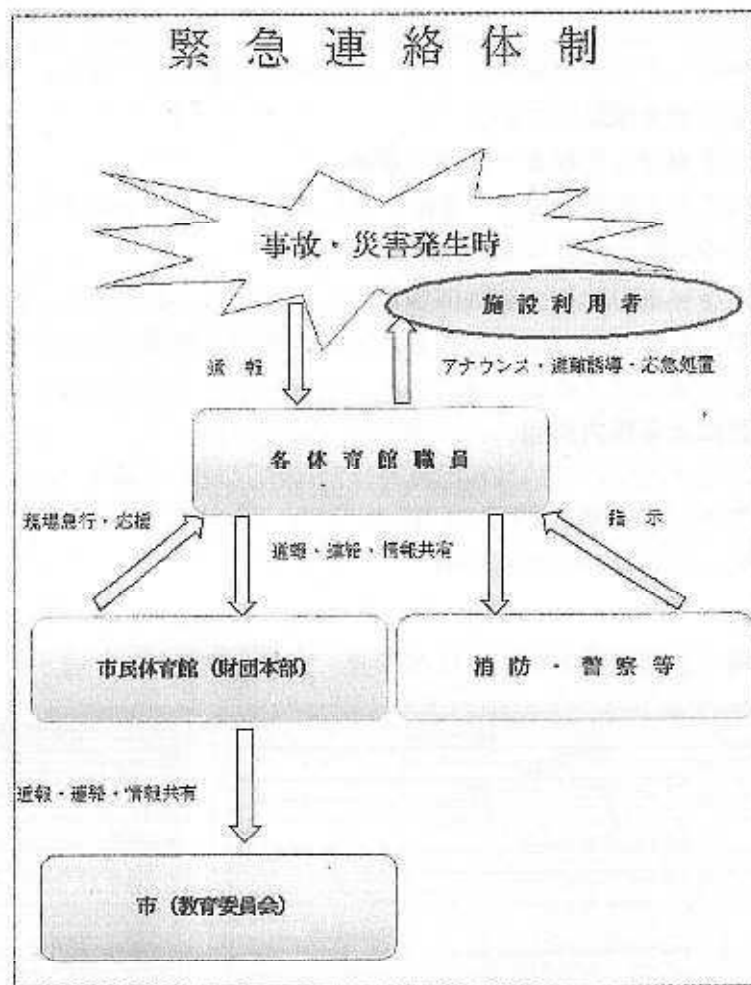 緊急連絡体制
事故・災害発生時
施設利用者
通報
アナウンス・避難誘導・応急処置
各体育館職員
現場急行・応援
通報・連絡・情報共有
指示
市民体育館(財団本部)
消防・警察等
通報・連絡・情報共有
市(教育委員会)